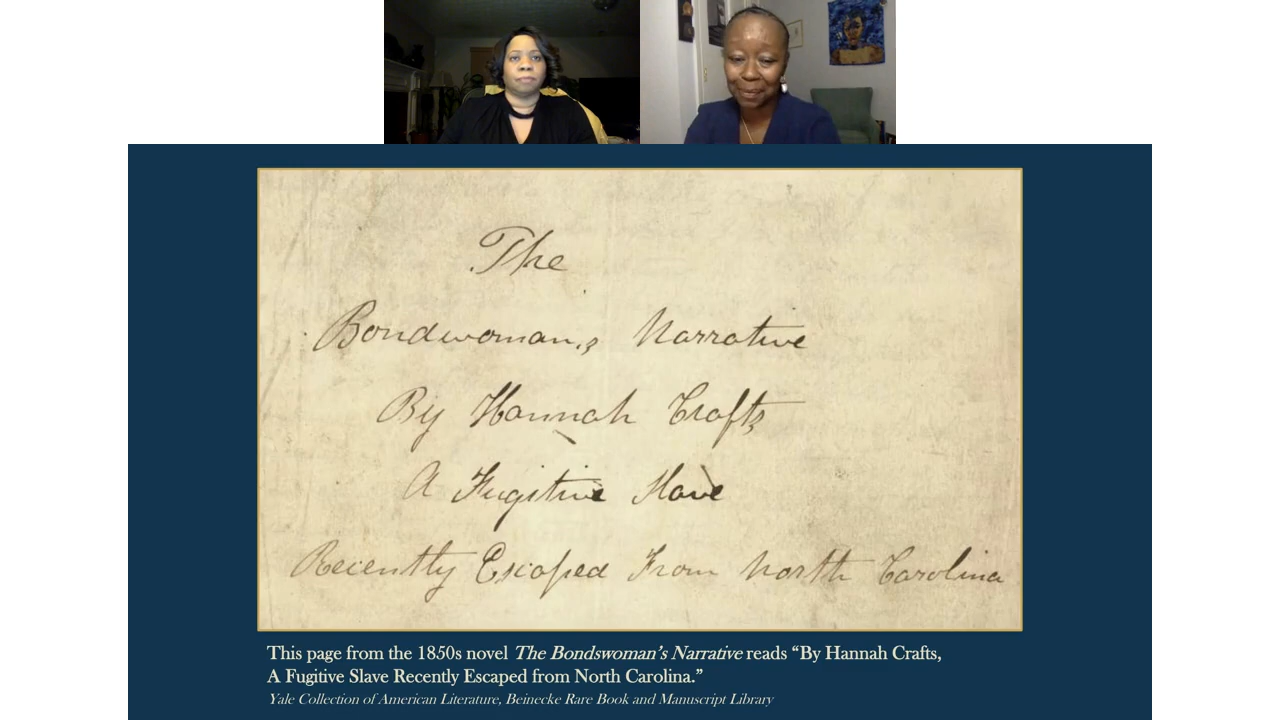 The
Bondwoman,s Narrative
By Hannah Crafts
A Fugitive Slave
Recently Escaped From North Carolina
This page from the 1850s novel The Bondswoman’s Narrative reads “By Hannah Crafts,
A Fugitive Slave Recently Escaped from North Carolina.”
Yale Collection of American Literature, Beinecke Rare Book and Manuscript Library